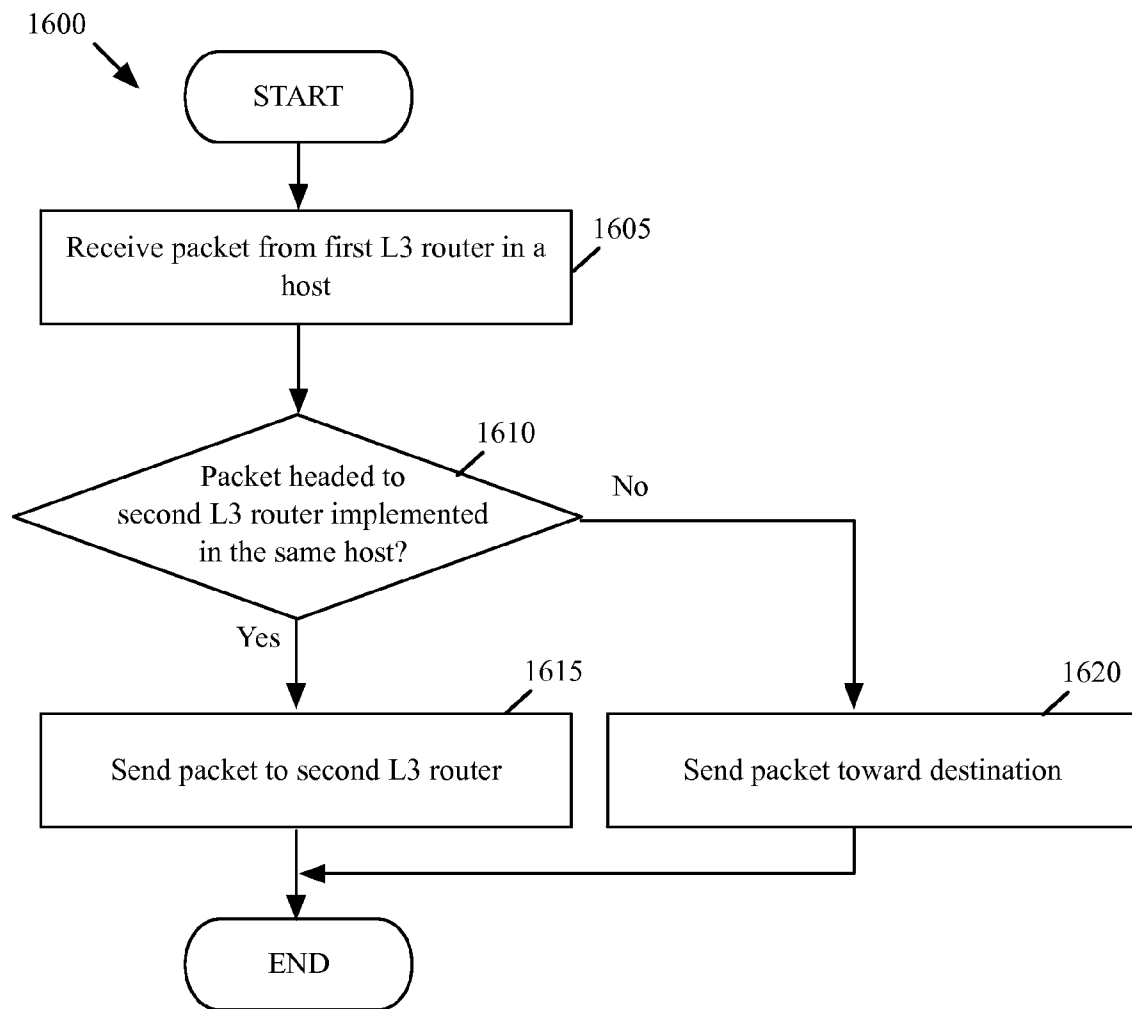 1600
START
1605
Receive packet from first L3 router in a
host
1610
Packet headed to
second L3 router implemented
in the same host?
No
Yes
1615
Send packet to second L3 router
1620
Send packet toward destination
END